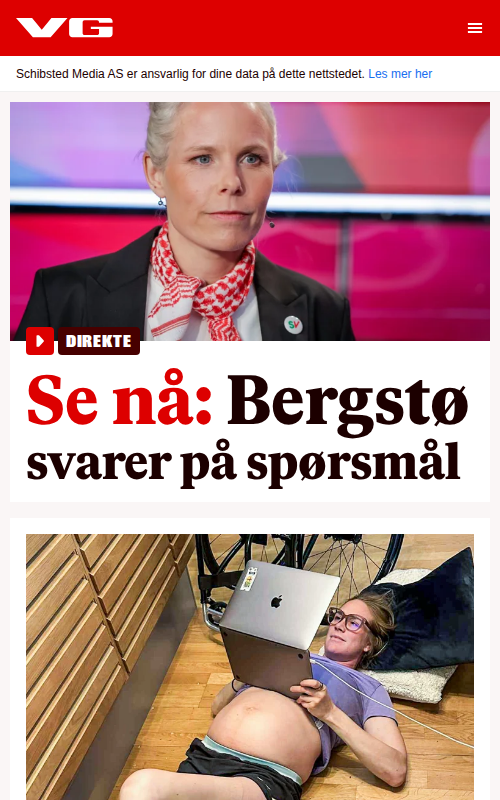 VG
Schibsted Media AS er ansvarlig for dine data på dette nettstedet. Les mer
SV
DIREKTE
Se nå: Bergstø
svarer på spørsmål